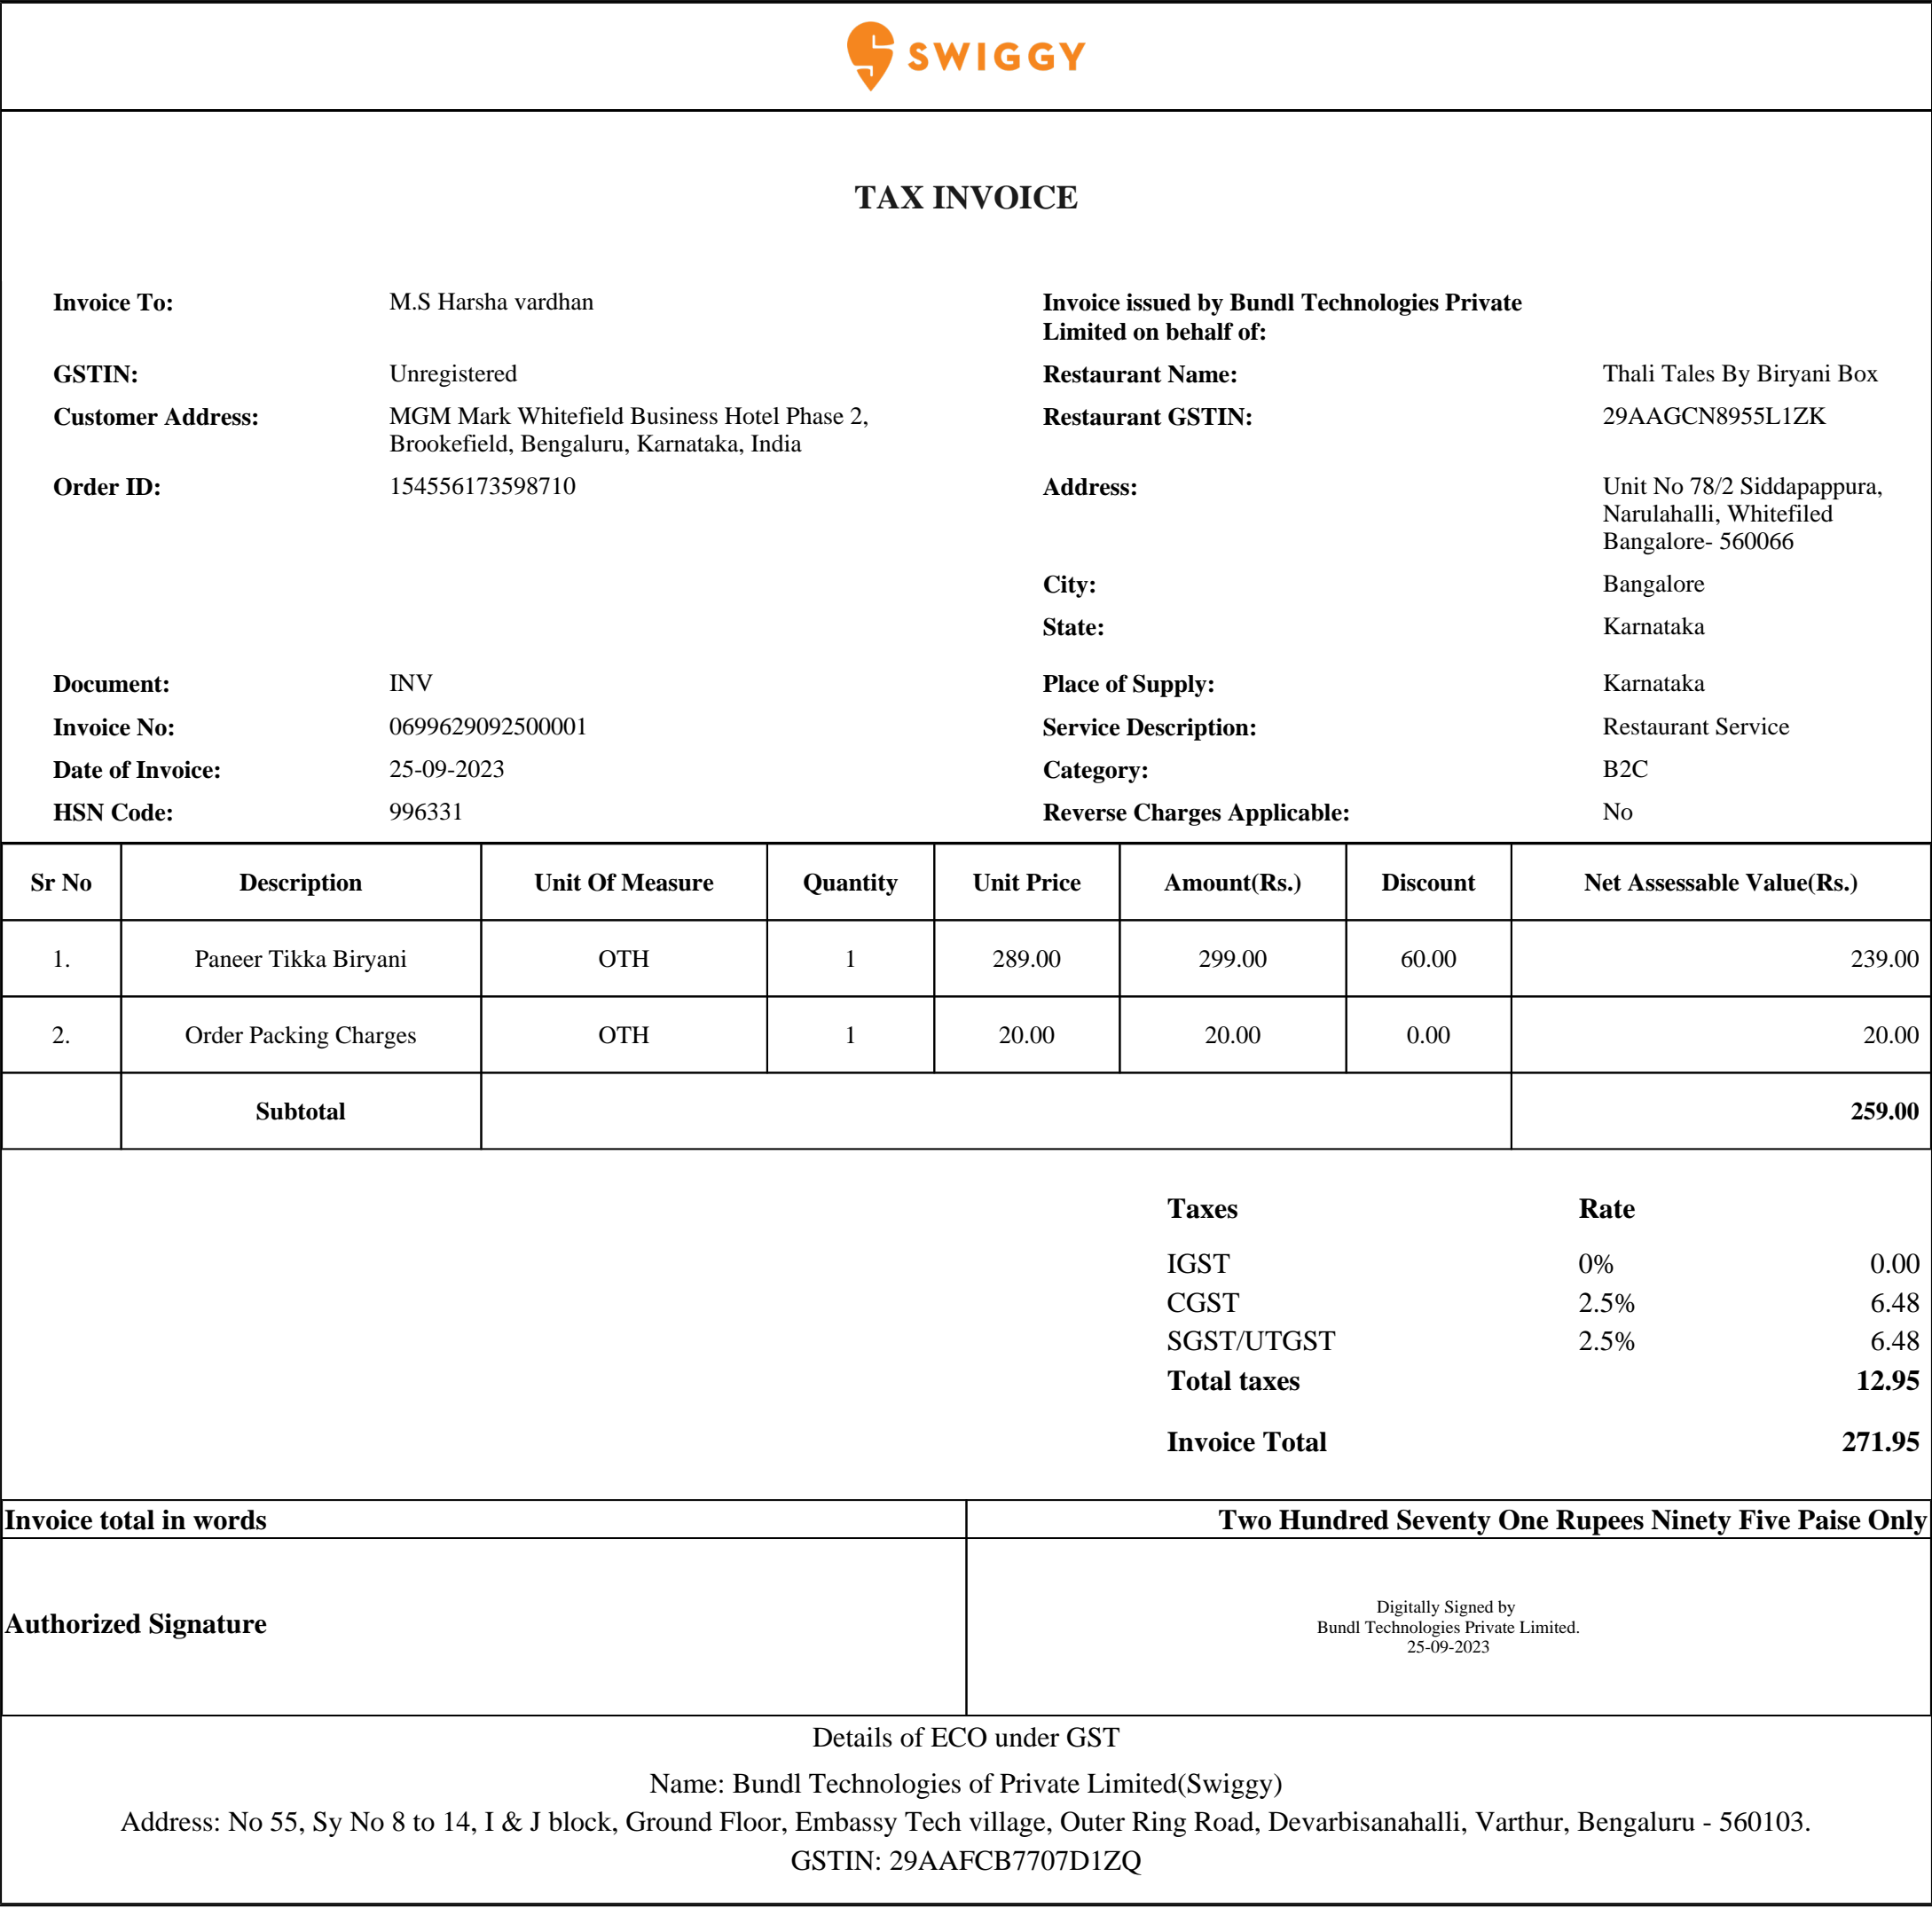 SWIGGY
TAX INVOICE
Invoice To: M.S Harsha vardhan
Invoice issued by Bundl Technologies Private
Limited on behalf of:
GSTIN: Unregistered
Restaurant Name: Thali Tales By Biryani Box
Customer Address: MGM Mark Whitefield Business Hotel Phase 2,
Brookefield, Bengaluru, Karnataka, India
Restaurant GSTIN: 29AAGCN8955L1ZK
Order ID: 154556173598710
Address: Unit No 78/2 Siddapappura,
Narulahalli, Whitefiled
Bangalore- 560066
City: Bangalore
State: Karnataka
Document: INV
Place of Supply: Karnataka
Invoice No: 0699629092500001
Service Description: Restaurant Service
Date of Invoice: 25-09-2023
Category: B2C
HSN Code: 996331
Reverse Charges Applicable: No
Sr No Description Unit Of Measure Quantity Unit Price Amount(Rs.) Discount Net Assessable Value(Rs.)
1. Paneer Tikka Biryani OTH 1 289.00 299.00 60.00 239.00
2. Order Packing Charges OTH 1 20.00 20.00 0.00 20.00
Subtotal 259.00
Taxes Rate
IGST 0% 0.00
CGST 2.5% 6.48
SGST/UTGST 2.5% 6.48
Total taxes 12.95
Invoice Total 271.95
Invoice total in words Two Hundred Seventy One Rupees Ninety Five Paise Only
Authorized Signature
Digitally Signed by
Bundl Technologies Private Limited.
25-09-2023
Details of ECO under GST
Name: Bundl Technologies of Private Limited(Swiggy)
Address: No 55, Sy No 8 to 14, I & J block, Ground Floor, Embassy Tech village, Outer Ring Road, Devarbisanahalli, Varthur, Bengaluru - 560103.
GSTIN: 29AAFCB7707D1ZQ